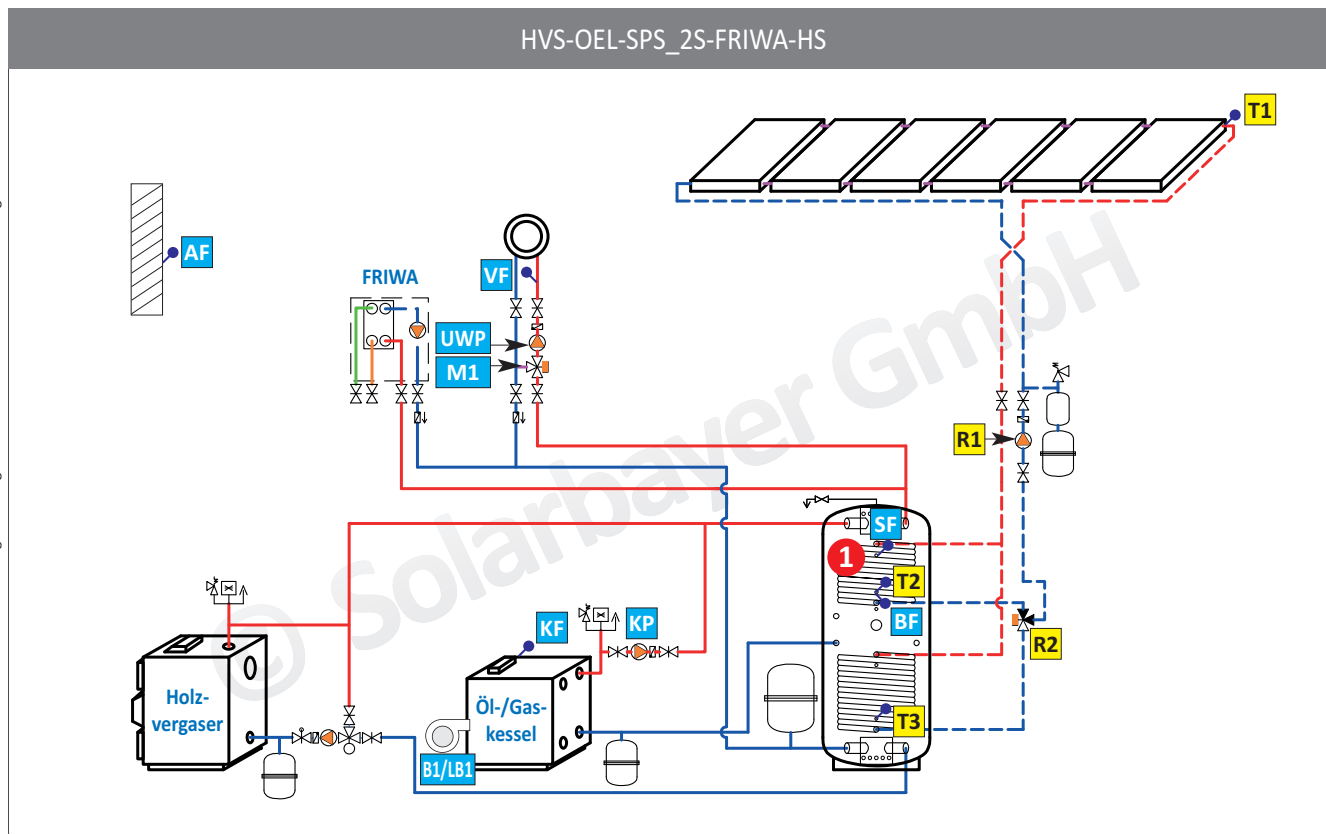 HVS-OEL-SPS_2S-FRIWA-HS
T1
AF
VF
FRIWA
UWP
M1
R1
SF
1
T2
BF
KF
KP
R2
Holz-
vergaser
Öl-/Gas-
kessel
T3
B1/LB1
© Solarbayer GmbH